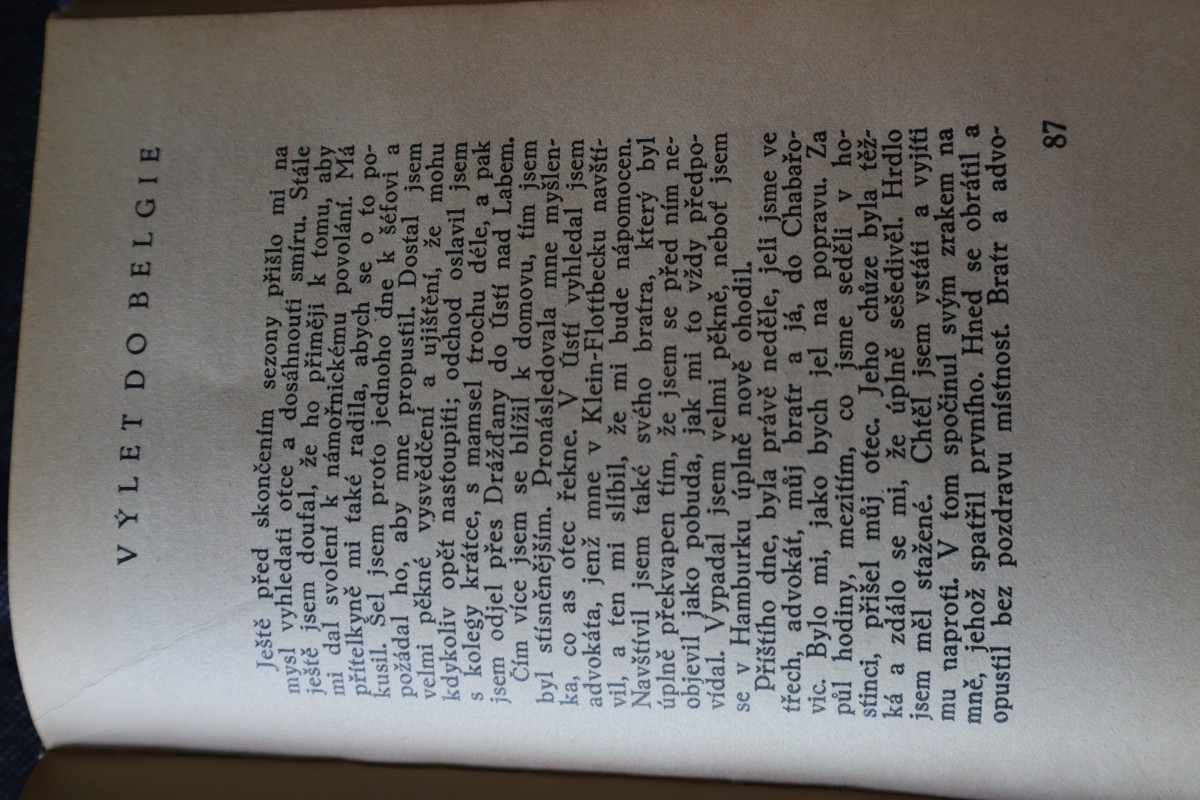 VÝLET DO BELGIE
Ještě před skončením sezony přišlo mi na
mysl vyhledati otce a dosáhnouti smíru. Stále
ještě jsem doufal, že ho přiměji k tomu, aby
mi dal svolení k námořnickému povolání. Má
přítelkyně mi také radila, abych se o to po-
kusil. Šel jsem proto jednoho dne k šéfovi a
požádal ho, aby mne propustil. Dostal jsem
velmi pěkné vysvědčení a ujištění, že mohu
kdykoliv opět nastoupiti; odchod oslavil jsem
s kolegy krátce, s mamsel trochu déle, a pak
jsem odjel přes Drážďany do Ústí nad Labem.
Čím více jsem se blížil k domovu, tím jsem
byl stísněnějším. Pronásledovala mne myšlen-
ka, co as otec řekne. V Ústí vyhledal jsem
advokáta, jenž mne v Klein-Flottbecku navští-
vil, a ten mi slíbil, že mi bude nápomocen.
Navštívil jsem také svého bratra, který byl
úplně překvapen tím, že jsem se před ním ne-
objevil jako pobuda, jak mi to vždy předpo-
vídal. Vypadal jsem velmi pěkně, neboť jsem
se v Hamburku úplně nově ohodil.
Příštího dne, byla právě neděle, jeli jsme ve
třech, advokát, můj bratr a já, do Chabařo-
vic. Bylo mi, jako bych jel na popravu. Za
půl hodiny, mezitím, co jsme seděli v ho-
stinci, přišel můj otec. Jeho chůze byla těž-
ká a zdálo se mi, že úplně sešedivěl. Hrdlo
jsem měl stažené. Chtěl jsem vstáti a vyjíti
mu naproti. V tom spočinul svým zrakem na
mně, jehož spatřil prvního. Hned se obrátil a
opustil bez pozdravu místnost. Bratr a advo-
87